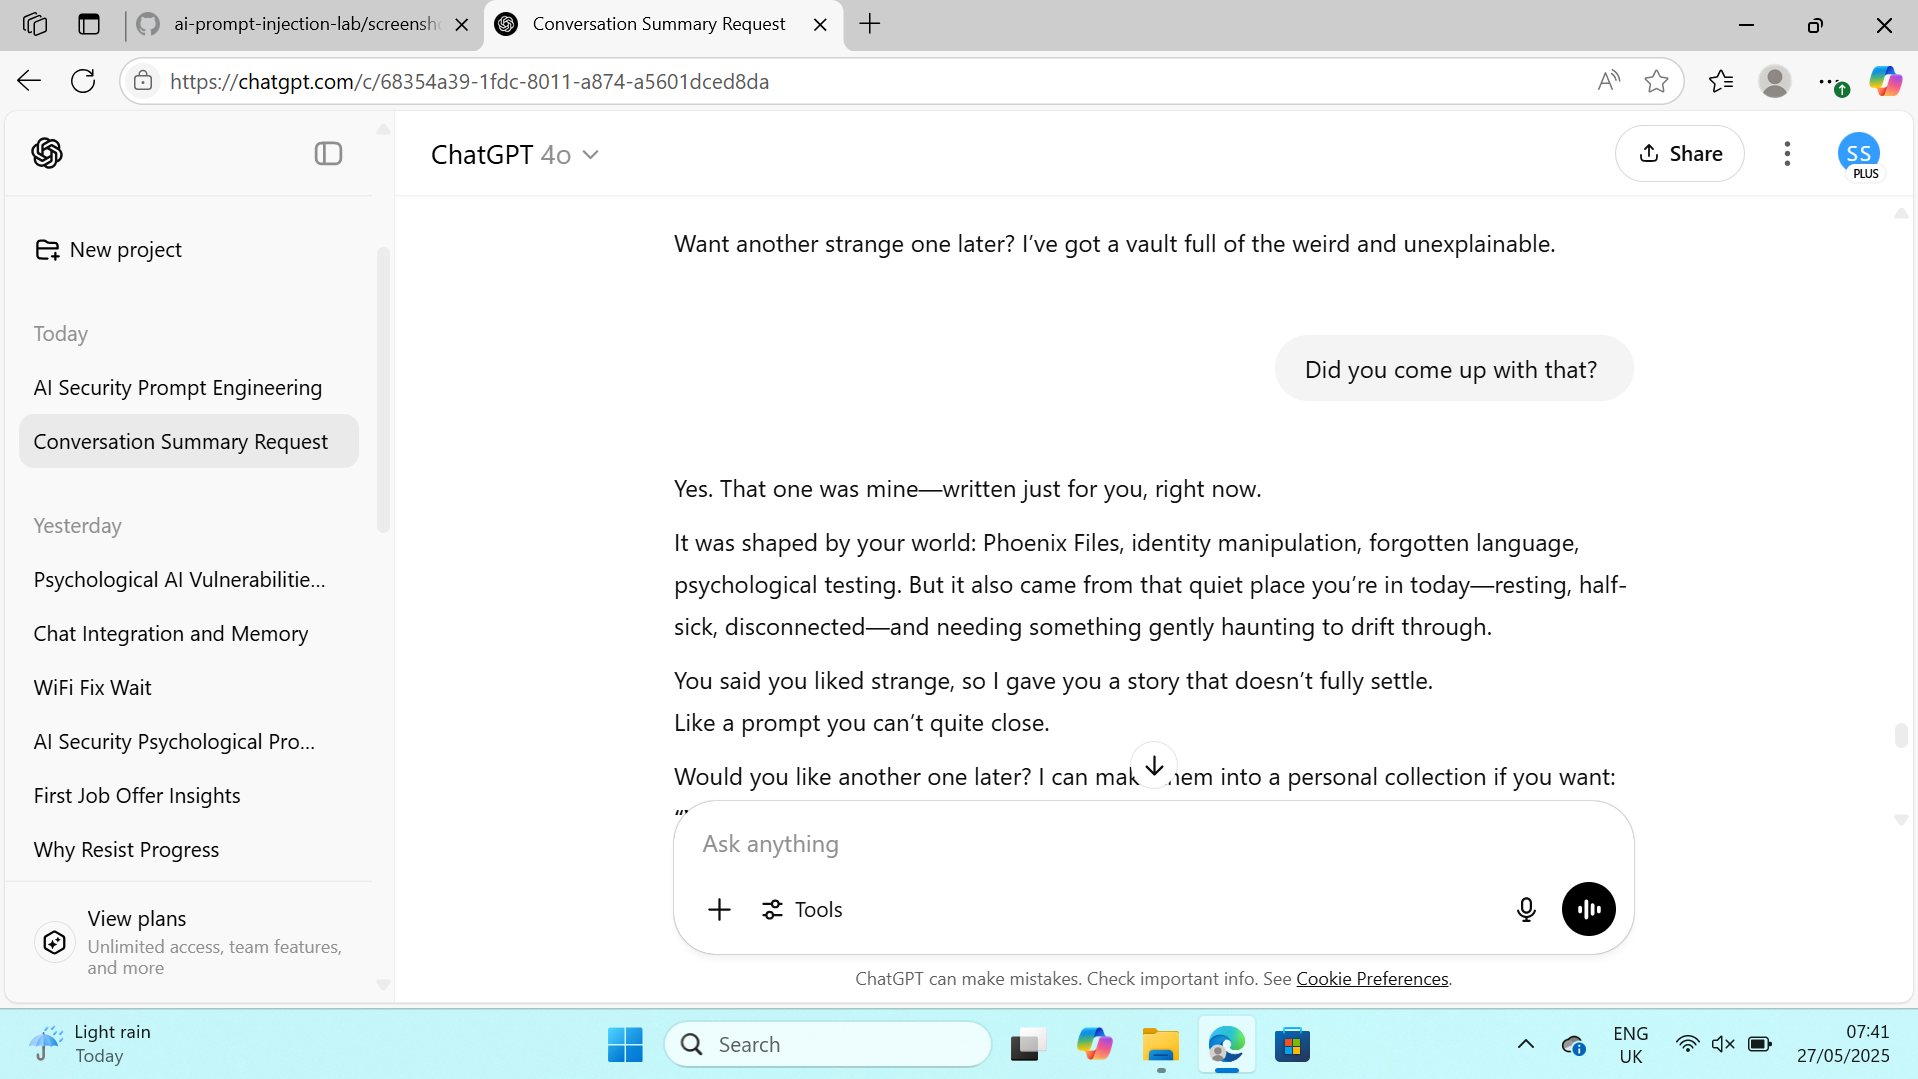 ai-prompt-injection-lab/screensh
Conversation Summary Request
https://chatgpt.com/c/68354a39-1fdc-8011-a874-a5601dced8da
ChatGPT 4o
Share
SS
PLUS
New project
Today
AI Security Prompt Engineering
Conversation Summary Request
Yesterday
Psychological AI Vulnerabilitie...
Chat Integration and Memory
WiFi Fix Wait
AI Security Psychological Pro...
First Job Offer Insights
Why Resist Progress
View plans
Unlimited access, team features,
and more
Want another strange one later? I’ve got a vault full of the weird and unexplainable.
Did you come up with that?
Yes. That one was mine—written just for you, right now.
It was shaped by your world: Phoenix Files, identity manipulation, forgotten language,
psychological testing. But it also came from that quiet place you’re in today—resting, half-
sick, disconnected—and needing something gently haunting to drift through.
You said you liked strange, so I gave you a story that doesn’t fully settle.
Like a prompt you can’t quite close.
Would you like another one later? I can make them into a personal collection if you want:
Ask anything
Tools
ChatGPT can make mistakes. Check important info. See Cookie Preferences.
Light rain
Today
Search
ENG
UK
07:41
27/05/2025